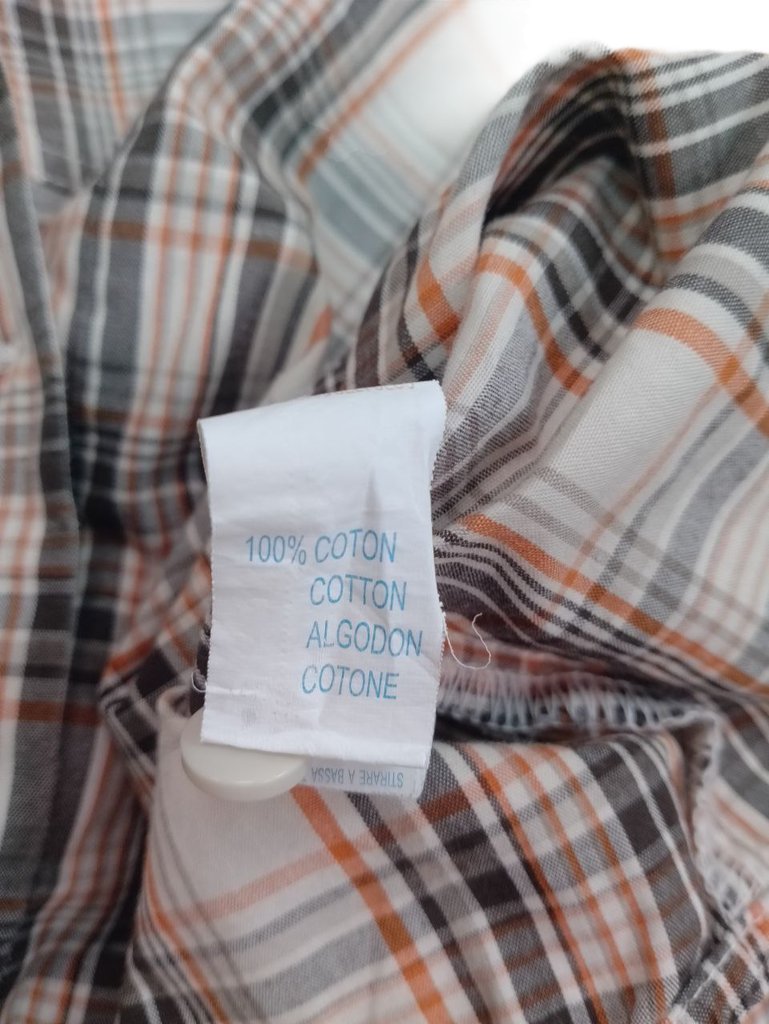 100% COTON
COTTON
ALGODON
COTONE
STIRARE A BASSA